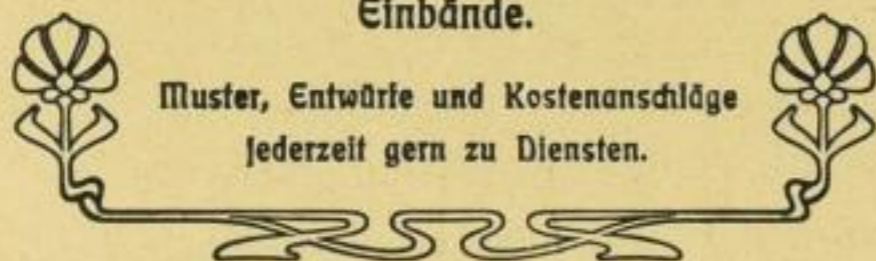 Einbände.
Muster, Entwürfe und Kostenanschläge
jederzeit gern zu Diensten.